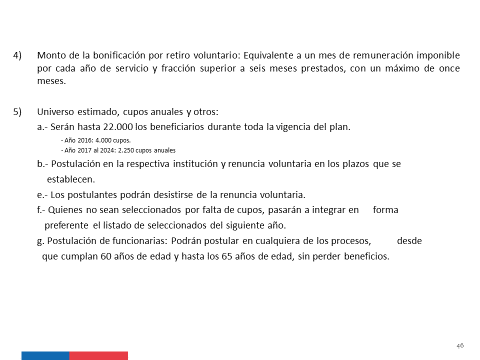 4) Monto de la bonificación por retiro voluntario: Equivalente a un mes de remuneración imponible
por cada año de servicio y fracción superior a seis meses prestados, con un máximo de once
meses.
5) Universo estimado, cupos anuales y otros:
a.- Serán hasta 22.000 los beneficiarios durante toda la vigencia del plan.
- Año 2016: 4.000 cupos.
- Año 2017 al 2024: 2.250 cupos anuales
b.- Postulación en la respectiva institución y renuncia voluntaria en los plazos que se
establecen.
e.- Los postulantes podrán desistirse de la renuncia voluntaria.
f.- Quienes no sean seleccionados por falta de cupos, pasarán a integrar en forma
preferente el listado de seleccionados del siguiente año.
g. Postulación de funcionarias: Podrán postular en cualquiera de los procesos, desde
que cumplan 60 años de edad y hasta los 65 años de edad, sin perder beneficios.
46